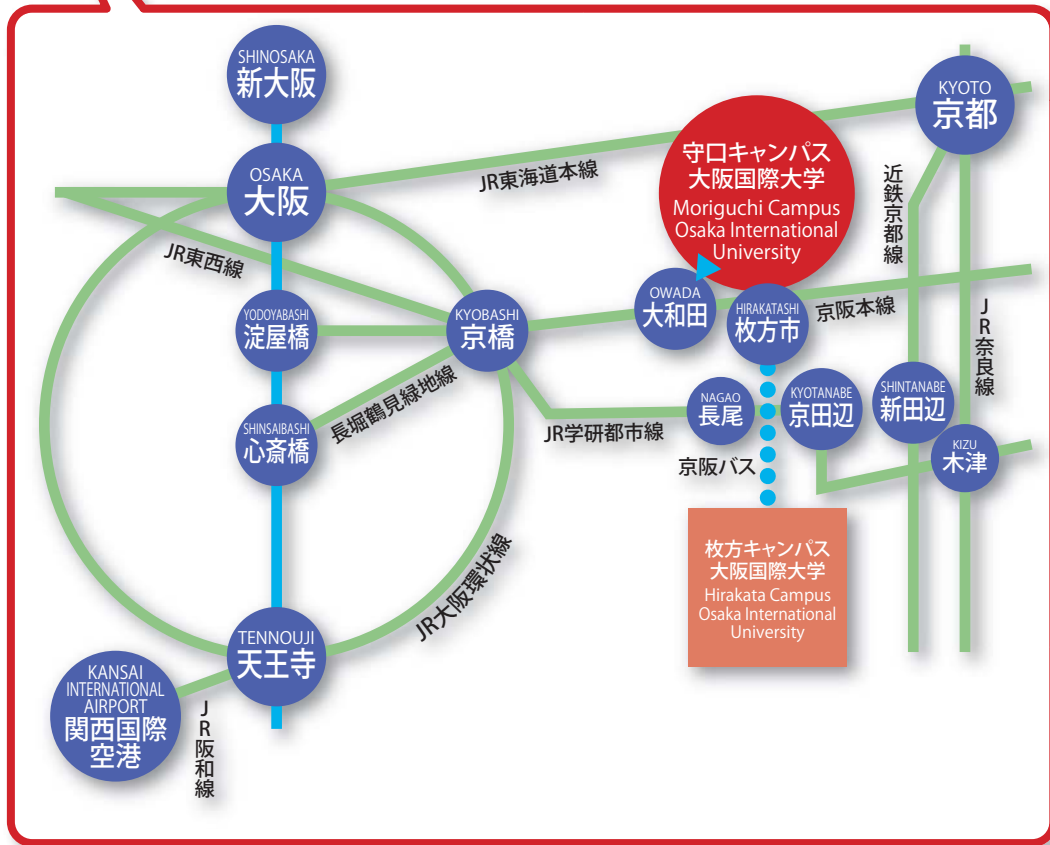 SHINOSAKA
新大阪
KYOTO
京都
OSAKA
大阪
JR東海道本線
守口キャンパス
大阪国際大学
Moriguchi Campus
Osaka International
University
近鉄京都線
JR東西線
YODOYABASHI
淀屋橋
KYOBASHI
京橋
OWADA
大和田
HIRAKATASHI
枚方市
京阪本線
JR奈良線
SHINSAIBASHI
心斎橋
長堀鶴見緑地線
JR学研都市線
NAGAO
長尾
KYOTANABE
京田辺
SHINTANABE
新田辺
KIZU
木津
京阪バス
枚方キャンパス
大阪国際大学
Hirakata Campus
Osaka International
University
JR大阪環状線
TENNOUJI
天王寺
KANSAI
INTERNATIONAL
AIRPORT
関西国際
空港
JR阪和線